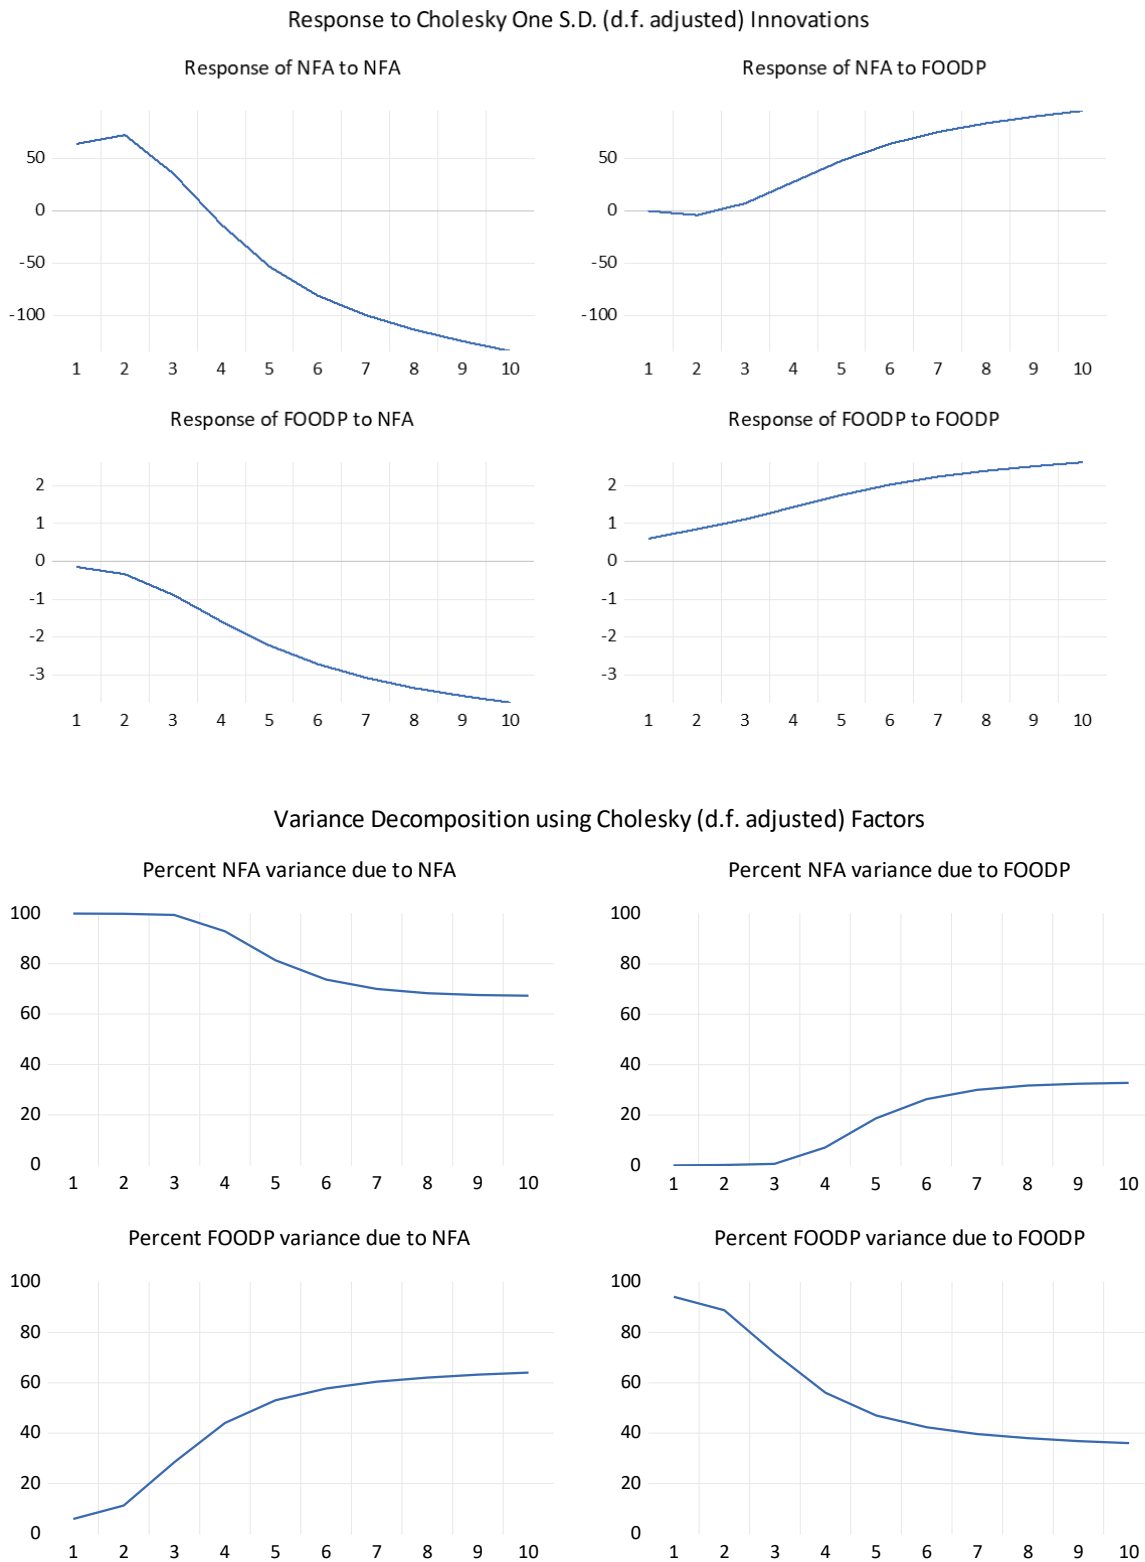 Response to Cholesky One S.D. (d.f. adjusted) Innovations
Response of NFA to NFA
50
0
-50
-100
1 2 3 4 5 6 7 8 9 10
Response of NFA to FOODP
50
0
-50
-100
1 2 3 4 5 6 7 8 9 10
Response of FOODP to NFA
2
1
0
-1
-2
-3
1 2 3 4 5 6 7 8 9 10
Response of FOODP to FOODP
2
1
0
-1
-2
-3
1 2 3 4 5 6 7 8 9 10
Variance Decomposition using Cholesky (d.f. adjusted) Factors
Percent NFA variance due to NFA
100
80
60
40
20
0
1 2 3 4 5 6 7 8 9 10
Percent NFA variance due to FOODP
100
80
60
40
20
0
1 2 3 4 5 6 7 8 9 10
Percent FOODP variance due to NFA
100
80
60
40
20
0
1 2 3 4 5 6 7 8 9 10
Percent FOODP variance due to FOODP
100
80
60
40
20
0
1 2 3 4 5 6 7 8 9 10